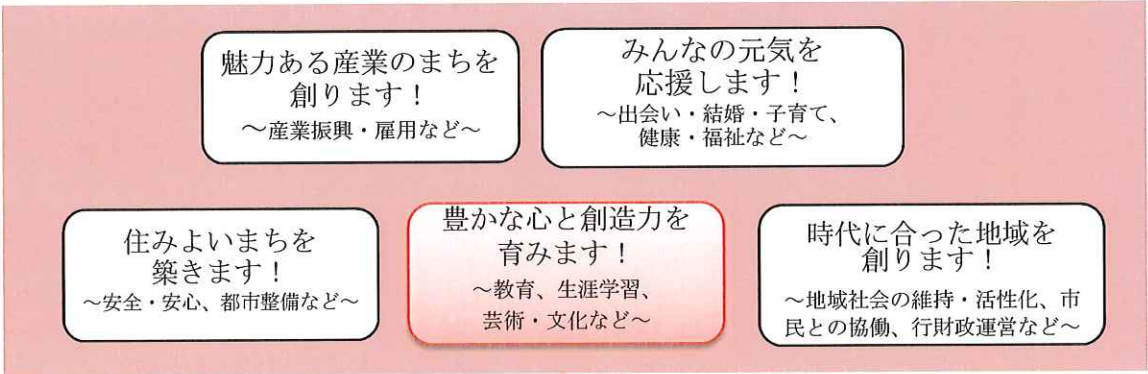 魅力ある産業のまちを
創ります！
～産業振興・雇用など～
みんなの元気を
応援します！
～出会い・結婚・子育て、
健康・福祉など～
住みよいまちを
築きます！
～安全・安心、都市整備など～
豊かな心と創造力を
育みます！
～教育、生涯学習、
芸術・文化など～
時代に合った地域を
創ります！
～地域社会の維持・活性化、市
民との協働、行財政運営など～